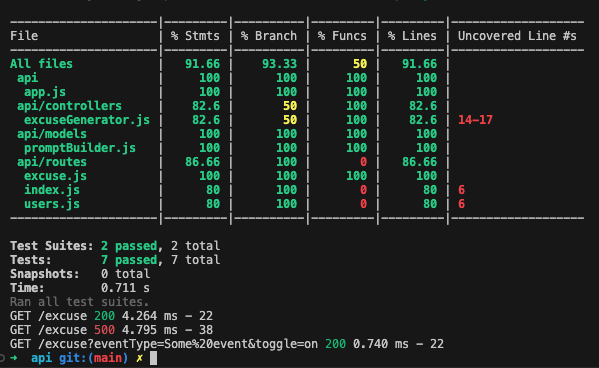 File | % Stmts | % Branch | % Funcs | % Lines | Uncovered Line #s
All files | 91.66 | 93.33 | 50 | 91.66 |
api | 100 | 100 | 100 | 100 |
app.js | 100 | 100 | 100 | 100 |
api/controllers | 82.6 | 50 | 100 | 82.6 |
excuseGenerator.js | 82.6 | 50 | 100 | 82.6 | 14-17
api/models | 100 | 100 | 100 | 100 |
promptBuilder.js | 100 | 100 | 100 | 100 |
api/routes | 86.66 | 100 | 0 | 86.66 |
excuse.js | 100 | 100 | 100 | 100 |
index.js | 80 | 100 | 0 | 80 | 6
users.js | 80 | 100 | 0 | 80 | 6
Test Suites: 2 passed, 2 total
Tests: 7 passed, 7 total
Snapshots: 0 total
Time: 0.711 s
Ran all test suites.
GET /excuse 200 4.264 ms - 22
GET /excuse 500 4.795 ms - 38
GET /excuse?eventType=Some%20event&toggle=on 200 0.740 ms - 22
➜ api git:(main) ✗